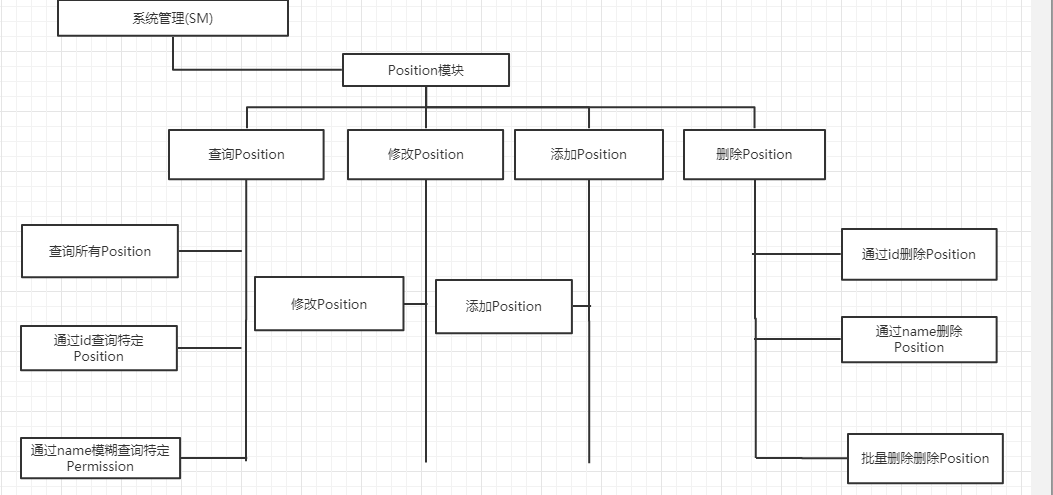 系统管理(SM)
Position模块
查询Position
修改Position
添加Position
删除Position
查询所有Position
通过id删除Position
修改Position
添加Position
通过id查询特定
Position
通过name删除
Position
通过name模糊查询特定
Permission
批量删除删除Position